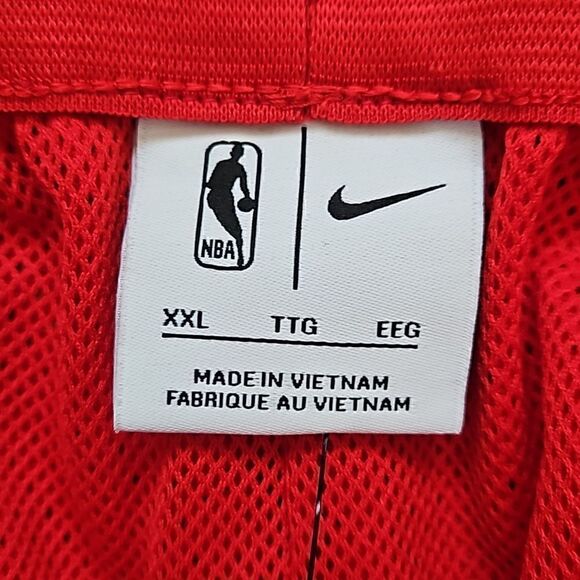 NBA
XXL TTG EEG
MADE IN VIETNAM
FABRIQUE AU VIETNAM